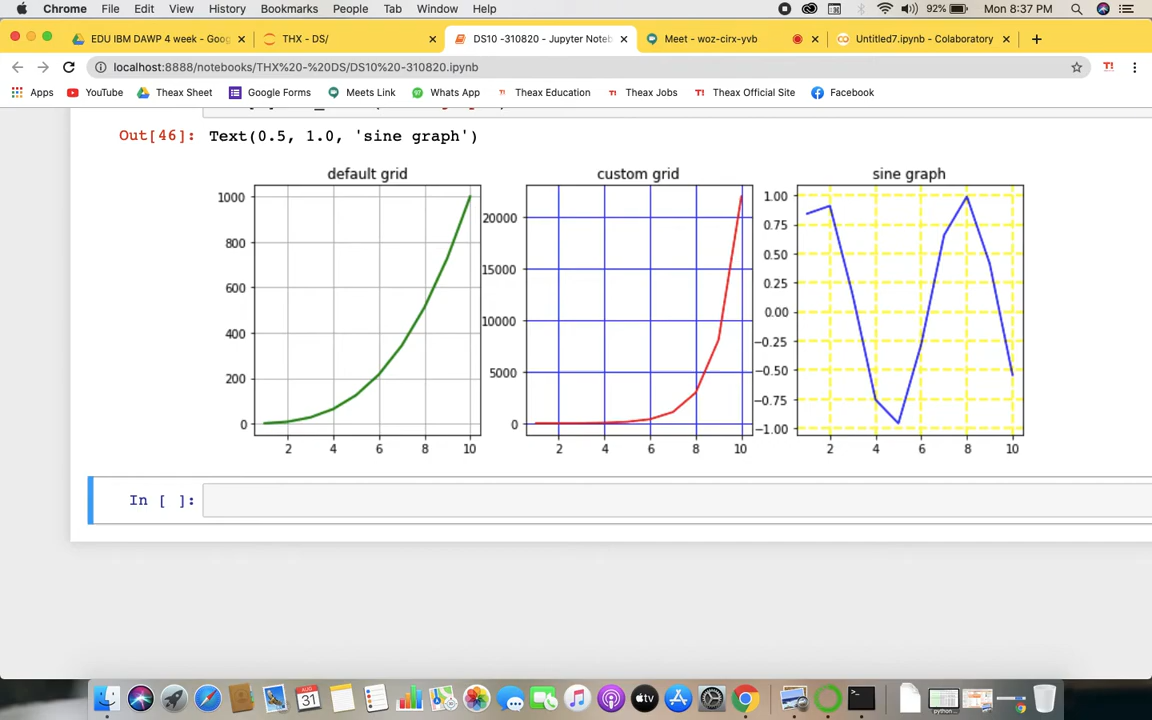 Chrome File Edit View History Bookmarks People Tab Window Help 92% Mon 8:37 PM
EDU IBM DAWP 4 week - Goog THX - DS/ DS10 -310820 - Jupyter Noteb Meet - woz-cirx-yvb Untitled7.ipynb - Colaboratory
localhost:8888/notebooks/THX%20-%20DS/DS10%20-310820.ipynb T!
Apps YouTube Theax Sheet Google Forms Meets Link Whats App T! Theax Education T! Theax Jobs T! Theax Official Site Facebook
Out[46]: Text(0.5, 1.0, 'sine graph')
default grid custom grid sine graph
1000
800
600
400
200
0
2 4 6 8 10
20000
15000
10000
5000
0
2 4 6 8 10
1.00
0.75
0.50
0.25
0.00
−0.25
−0.50
−0.75
−1.00
2 4 6 8 10
In [ ]:
AUG
31
tv
python